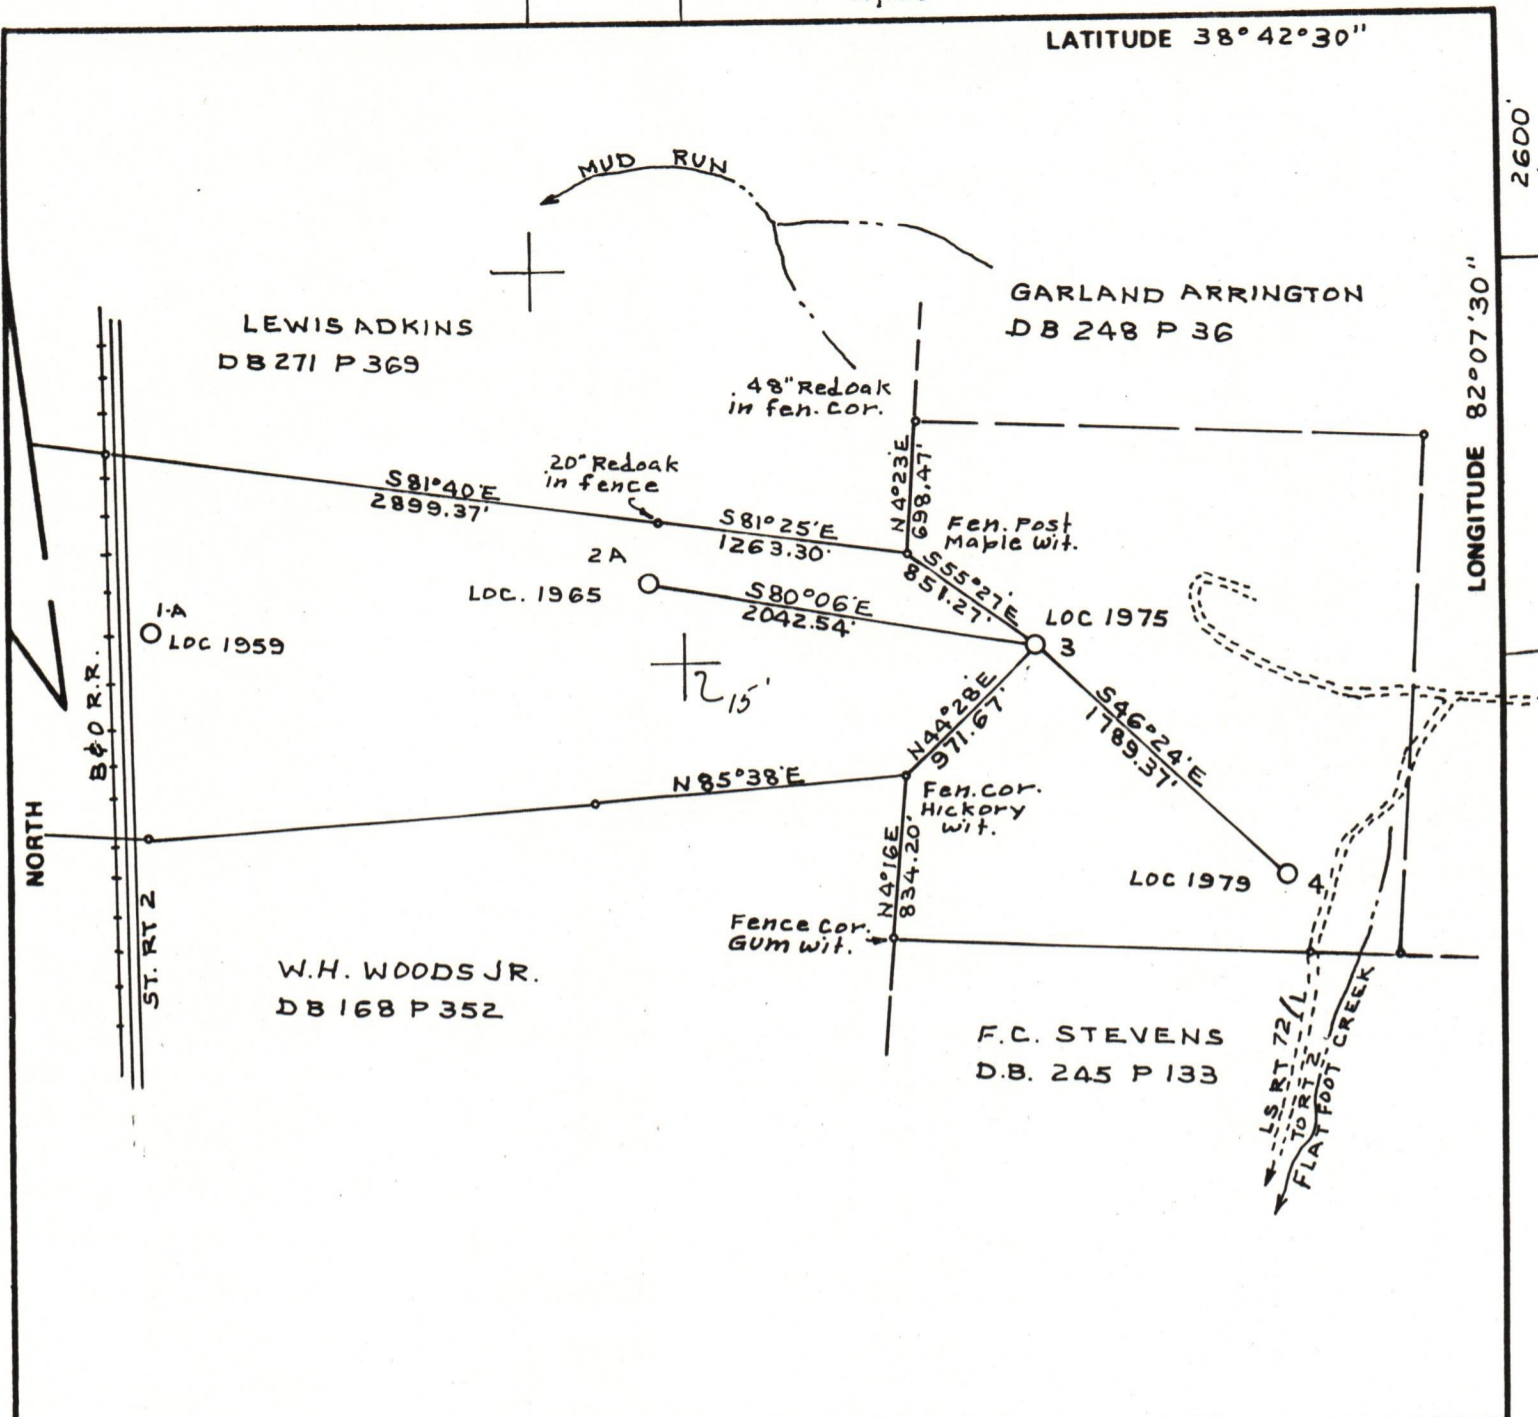 LATITUDE 38°42°30"
2600'
MUD RUN
GARLAND ARRINGTON
DB 248 P 36
LONGITUDE 82°07'30"
LEWIS ADKINS
DB 271 P 369
48" Redoak
in fen. cor.
20" Redoak
in fence
N 4°23'E
698.47'
S81°40'E
2899.37'
S81°25'E
1263.30'
Fen. Post
Maple wit.
2A
LOC. 1965
S55°27'E
851.27'
S80°06'E
2042.54'
LOC 1975
3
1-A
LOC 1959
15'
B&O R.R.
N44°28'E
971.67'
S46°24'E
1789.37'
N85°38'E
Fen. cor.
Hickory
wit.
NORTH
N4°16E
834.20'
LOC 1979
4
ST. RT 2
Fence cor.
Gum wit.
W.H. WOODS JR.
DB 168 P 352
F.C. STEVENS
D.B. 245 P 133
LS RT 72/1
TO RT 2
FLAT FOOT CREEK